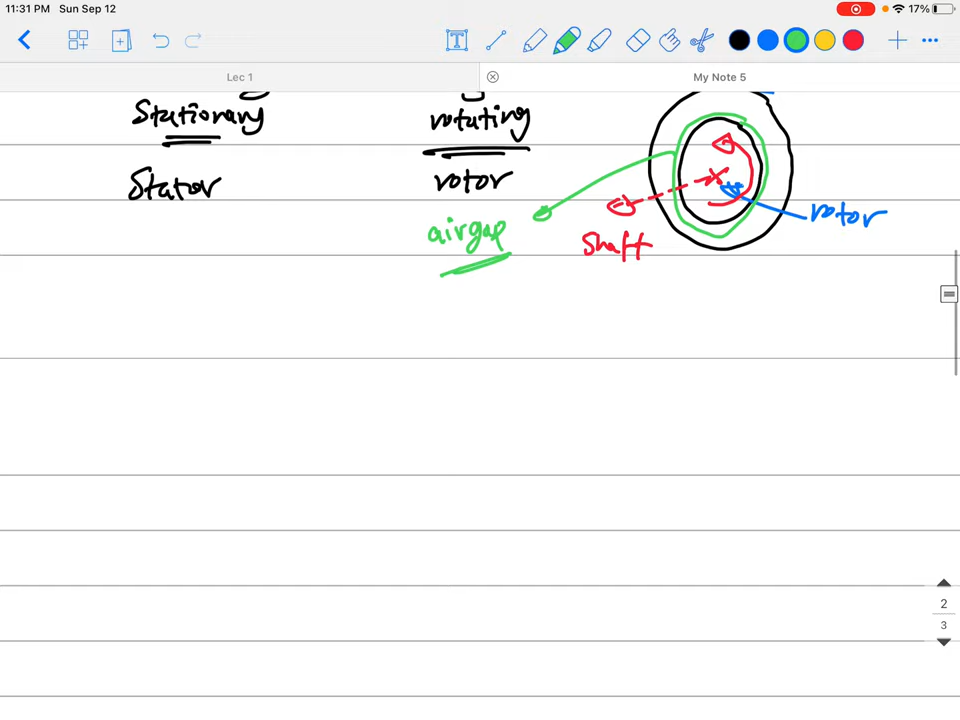 11:31 PM Sun Sep 12
17%
Lec 1
My Note 5
Stationary
rotating
Stator
rotor
airgap
shaft
rotor
2
3